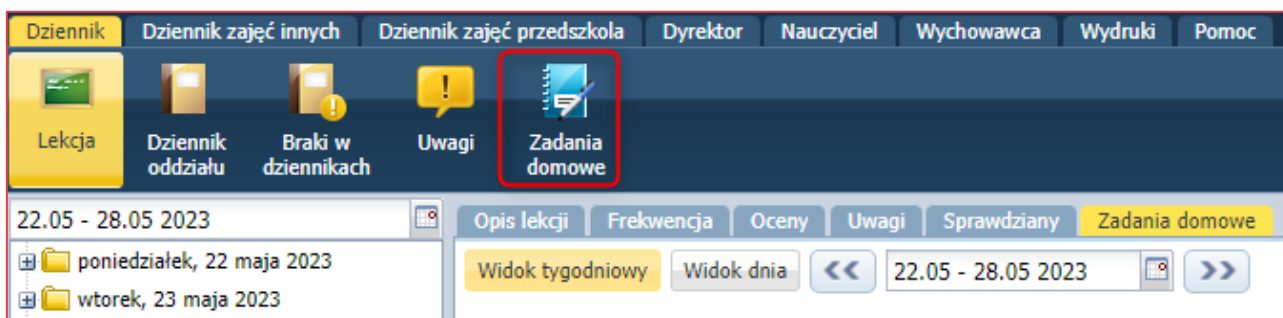 Dziennik Dziennik zajęć innych Dziennik zajęć przedszkola Dyrektor Nauczyciel Wychowawca Wydruki Pomoc
Lekcja Dziennik oddziału Braki w dziennikach Uwagi Zadania domowe
22.05 - 28.05 2023
poniedziałek, 22 maja 2023
wtorek, 23 maja 2023
Opis lekcji Frekwencja Oceny Uwagi Sprawdziany Zadania domowe
Widok tygodniowy Widok dnia << 22.05 - 28.05 2023 >>